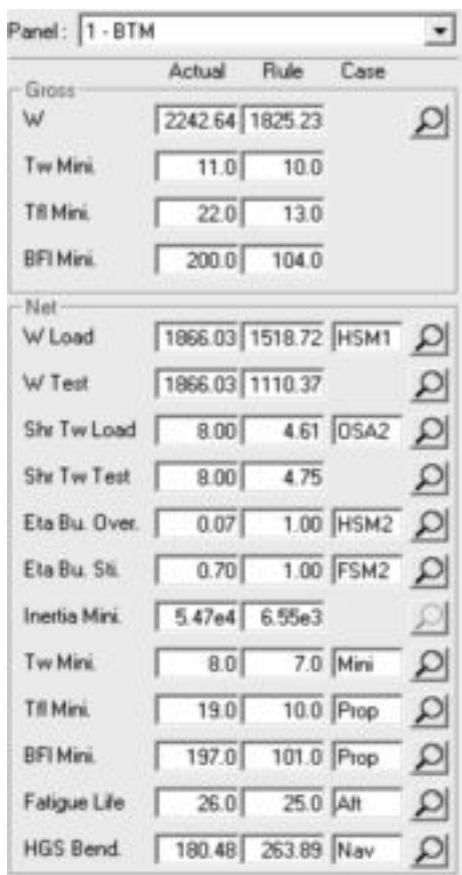 Panel: 1 - BTM
Actual Rule Case
Gross
W 2242.64 1825.23
Tw Mini. 11.0 10.0
Tfl Mini. 22.0 13.0
BFl Mini. 200.0 104.0
Net
W Load 1866.03 1518.72 HSM1
W Test 1866.03 1110.37
Shr Tw Load 8.00 4.61 OSA2
Shr Tw Test 8.00 4.75
Eta Bu. Over. 0.07 1.00 HSM2
Eta Bu. Sti. 0.70 1.00 FSM2
Inertia Mini. 5.47e4 6.55e3
Tw Mini. 8.0 7.0 Mini
Tfl Mini. 19.0 10.0 Prop
BFl Mini. 197.0 101.0 Prop
Fatigue Life 26.0 25.0 Aft
HGS Bend. 180.48 263.89 Nav